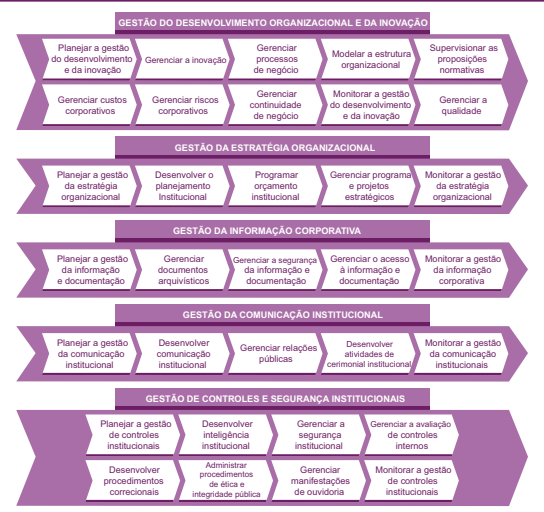 GESTÃO DO DESENVOLVIMENTO ORGANIZACIONAL E DA INOVAÇÃO
Planejar a gestão
do desenvolvimento
e da inovação
Gerenciar a inovação
Gerenciar
processos
de negócio
Modelar a estrutura
organizacional
Supervisionar as
proposições
normativas
Gerenciar custos
corporativos
Gerenciar riscos
corporativos
Gerenciar
continuidade
de negócio
Monitorar a gestão
do desenvolvimento
e da inovação
Gerenciar a
qualidade
GESTÃO DA ESTRATÉGIA ORGANIZACIONAL
Planejar a gestão
da estratégia
organizacional
Desenvolver o
planejamento
Institucional
Programar
orçamento
institucional
Gerenciar programa
e projetos
estratégicos
Monitorar a gestão
da estratégia
organizacional
GESTÃO DA INFORMAÇÃO CORPORATIVA
Planejar a gestão
da informação
e documentação
Gerenciar
documentos
arquivísticos
Gerenciar a segurança
da informação e
documentação
Gerenciar o acesso
à informação e
documentação
Monitorar a gestão
da informação
corporativa
GESTÃO DA COMUNICAÇÃO INSTITUCIONAL
Planejar a gestão
da comunicação
institucional
Desenvolver
comunicação
institucional
Gerenciar relações
públicas
Desenvolver
atividades de
cerimonial institucional
Monitorar a gestão
da comunicação
institucionais
GESTÃO DE CONTROLES E SEGURANÇA INSTITUCIONAIS
Planejar a gestão
de controles
institucionais
Desenvolver
inteligência
institucional
Gerenciar a
segurança
institucional
Gerenciar a avaliação
de controles
internos
Desenvolver
procedimentos
correcionais
Administrar
procedimentos
de ética e
integridade pública
Gerenciar
manifestações
de ouvidoria
Monitorar a gestão
de controles
institucionais